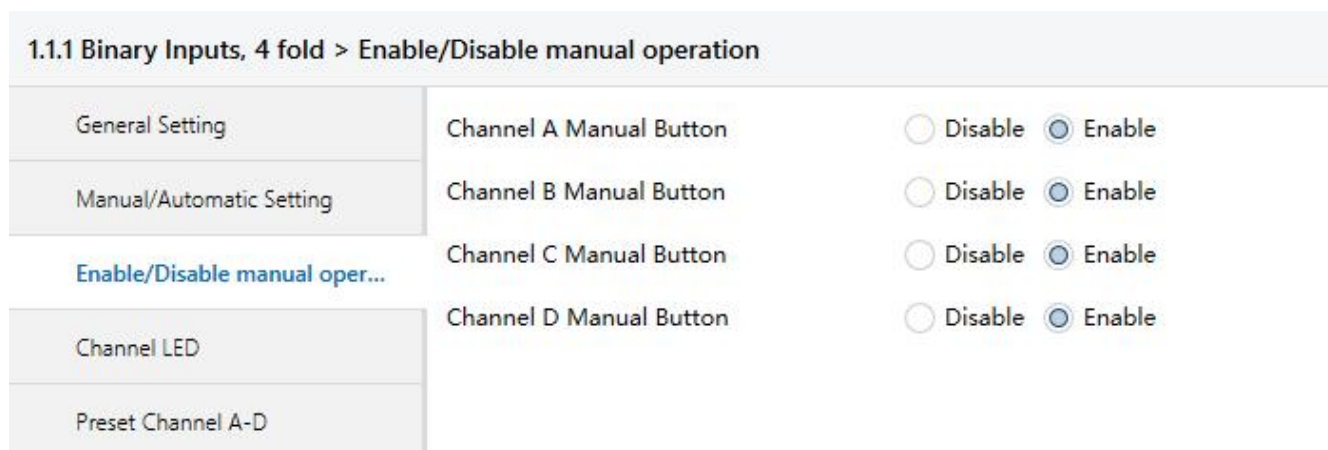 1.1.1 Binary Inputs, 4 fold > Enable/Disable manual operation
General Setting
Manual/Automatic Setting
Enable/Disable manual oper...
Channel LED
Preset Channel A-D
Channel A Manual Button Disable Enable
Channel B Manual Button Disable Enable
Channel C Manual Button Disable Enable
Channel D Manual Button Disable Enable